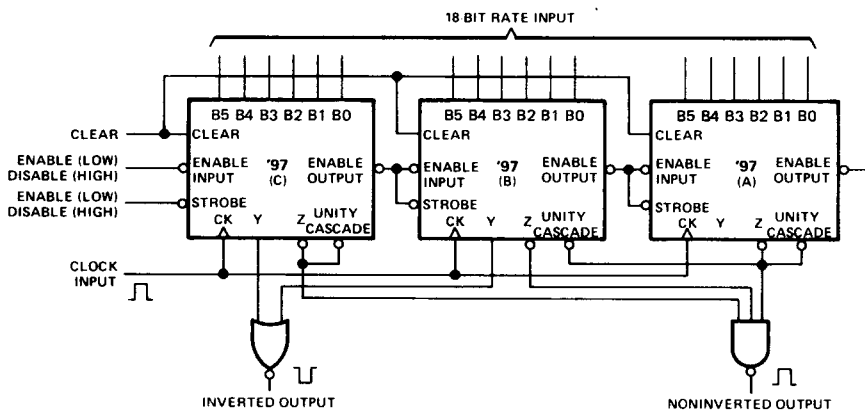 18-BIT RATE INPUT
B5 B4 B3 B2 B1 B0
B5 B4 B3 B2 B1 B0
B5 B4 B3 B2 B1 B0
CLEAR
CLEAR
CLEAR
CLEAR
ENABLE (LOW)
DISABLE (HIGH)
ENABLE
INPUT
'97
(C)
ENABLE
OUTPUT
ENABLE
INPUT
'97
(B)
ENABLE
OUTPUT
ENABLE
INPUT
'97
(A)
ENABLE
OUTPUT
ENABLE (LOW)
DISABLE (HIGH)
STROBE
STROBE
STROBE
CK Y Z UNITY
CASCADE
CK Y Z UNITY
CASCADE
CK Y Z UNITY
CASCADE
CLOCK
INPUT
INVERTED OUTPUT
NONINVERTED OUTPUT